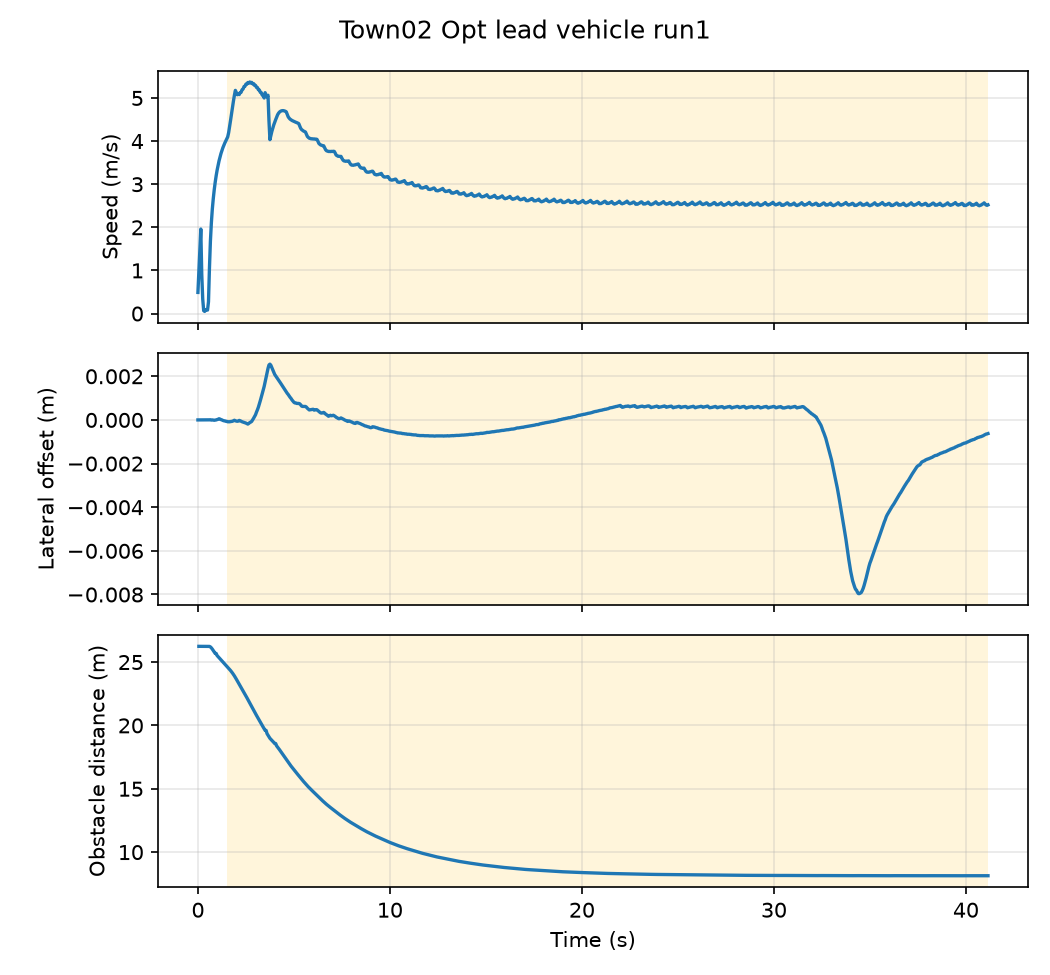 Town02 Opt lead vehicle run1
Speed (m/s)
5
4
3
2
1
0
Lateral offset (m)
0.002
0.000
−0.002
−0.004
−0.006
−0.008
Obstacle distance (m)
25
20
15
10
0 10 20 30 40
Time (s)